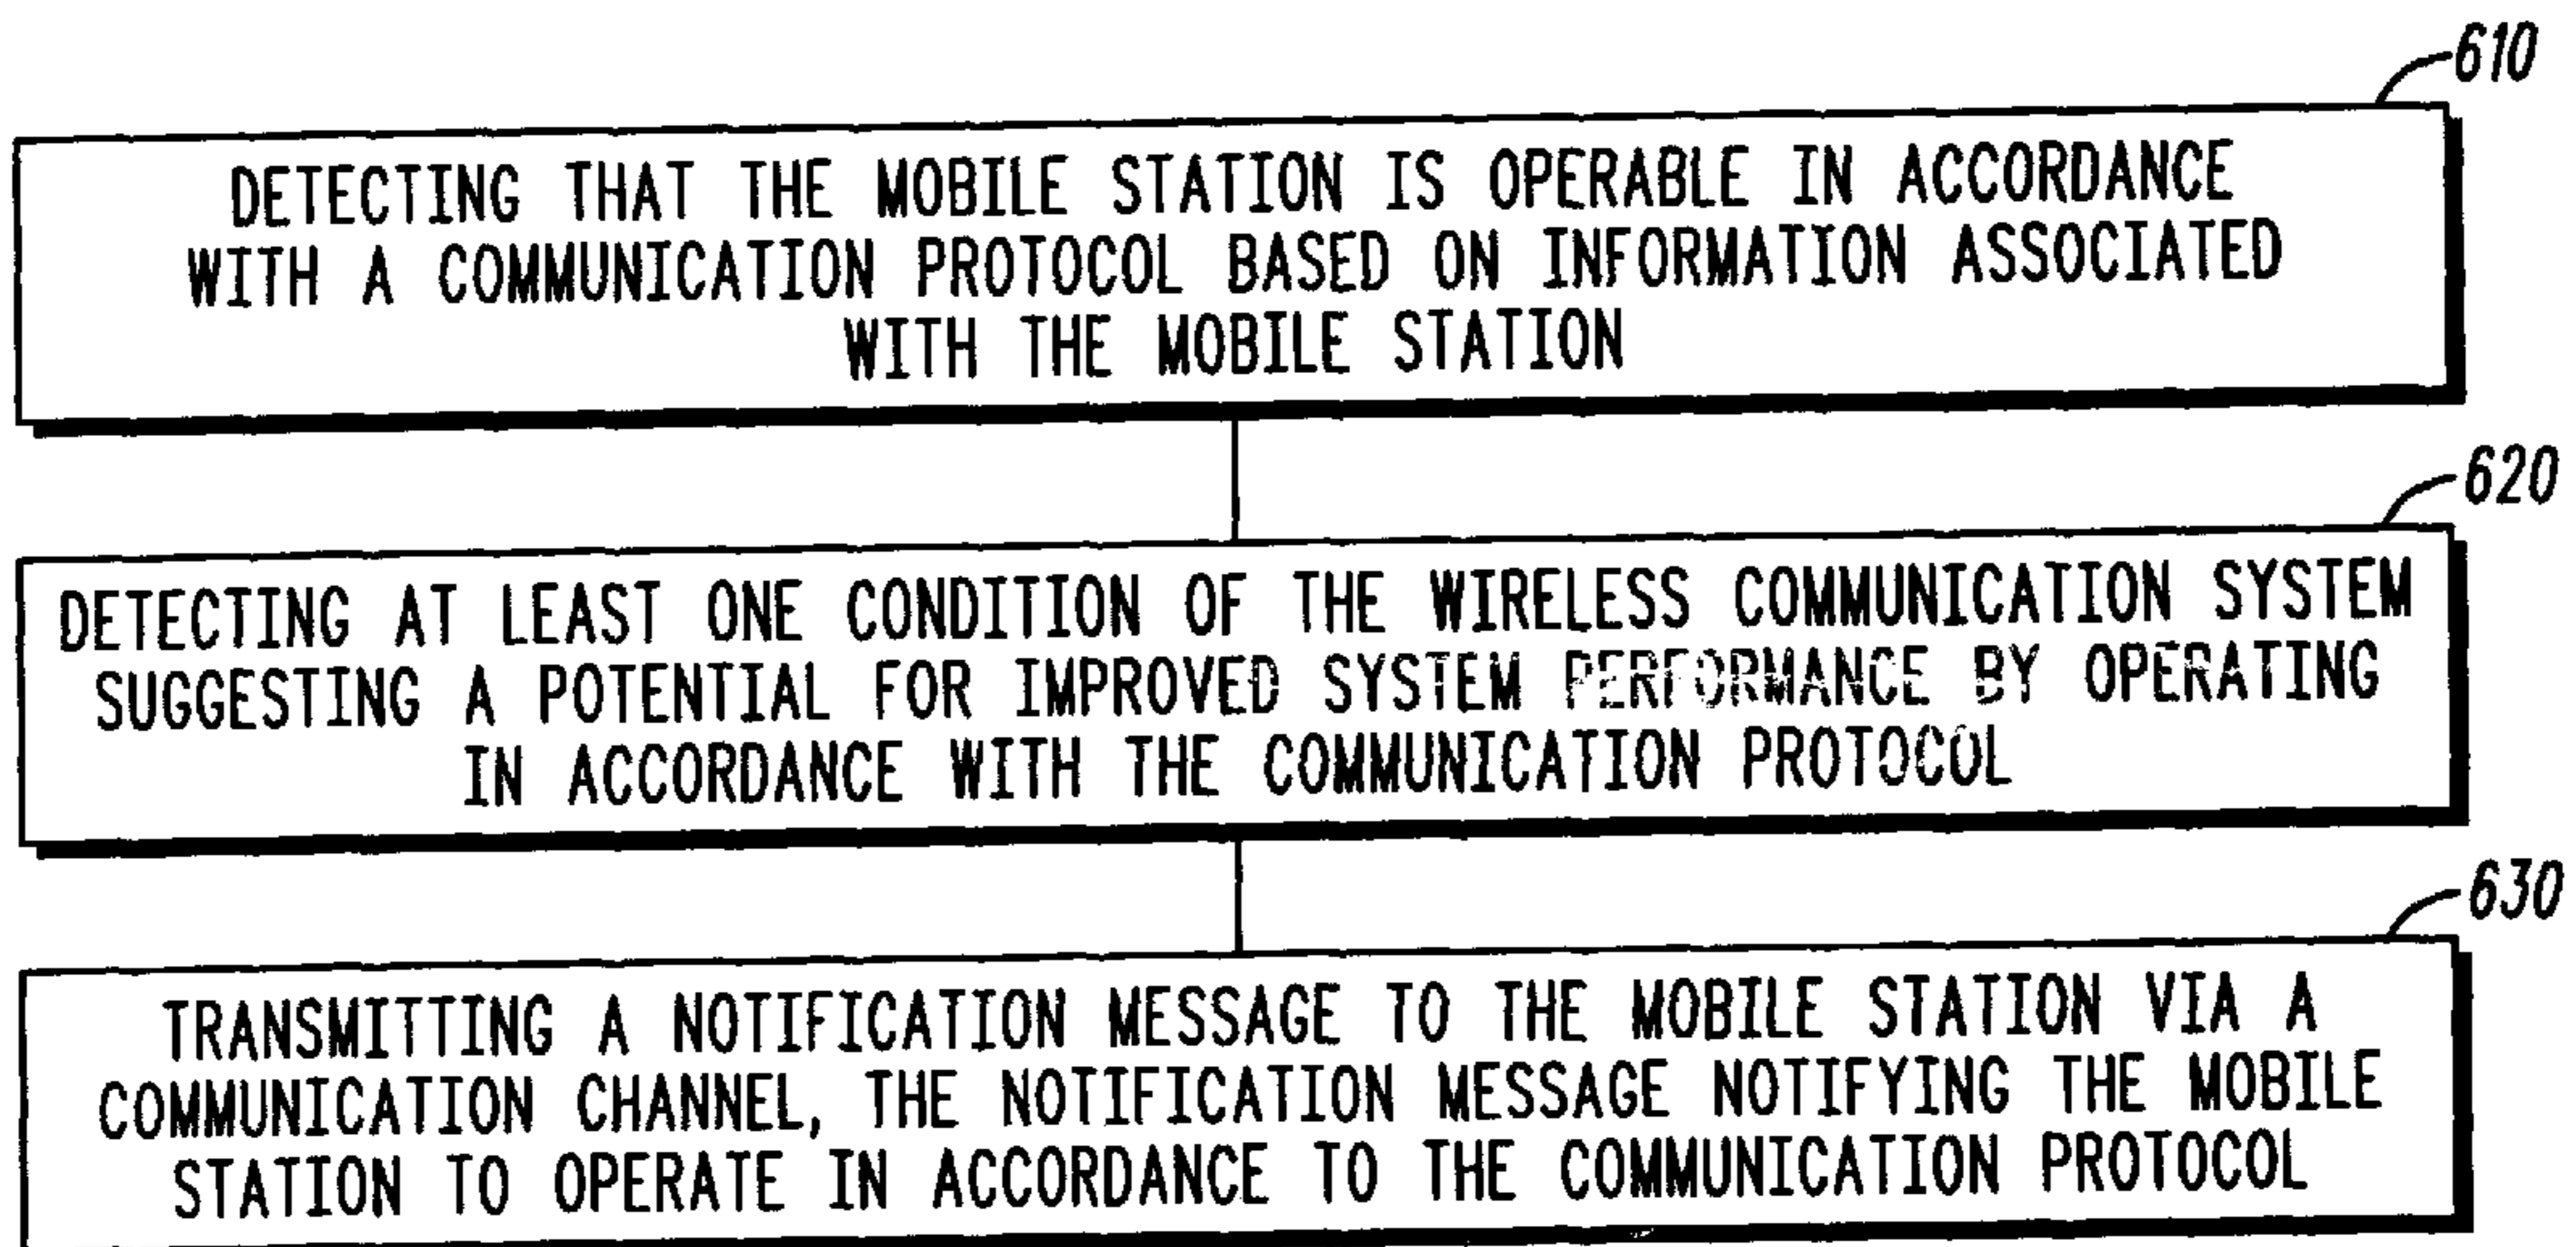 610
DETECTING THAT THE MOBILE STATION IS OPERABLE IN ACCORDANCE
WITH A COMMUNICATION PROTOCOL BASED ON INFORMATION ASSOCIATED
WITH THE MOBILE STATION
620
DETECTING AT LEAST ONE CONDITION OF THE WIRELESS COMMUNICATION SYSTEM
SUGGESTING A POTENTIAL FOR IMPROVED SYSTEM PERFORMANCE BY OPERATING
IN ACCORDANCE WITH THE COMMUNICATION PROTOCOL
630
TRANSMITTING A NOTIFICATION MESSAGE TO THE MOBILE STATION VIA A
COMMUNICATION CHANNEL, THE NOTIFICATION MESSAGE NOTIFYING THE MOBILE
STATION TO OPERATE IN ACCORDANCE TO THE COMMUNICATION PROTOCOL